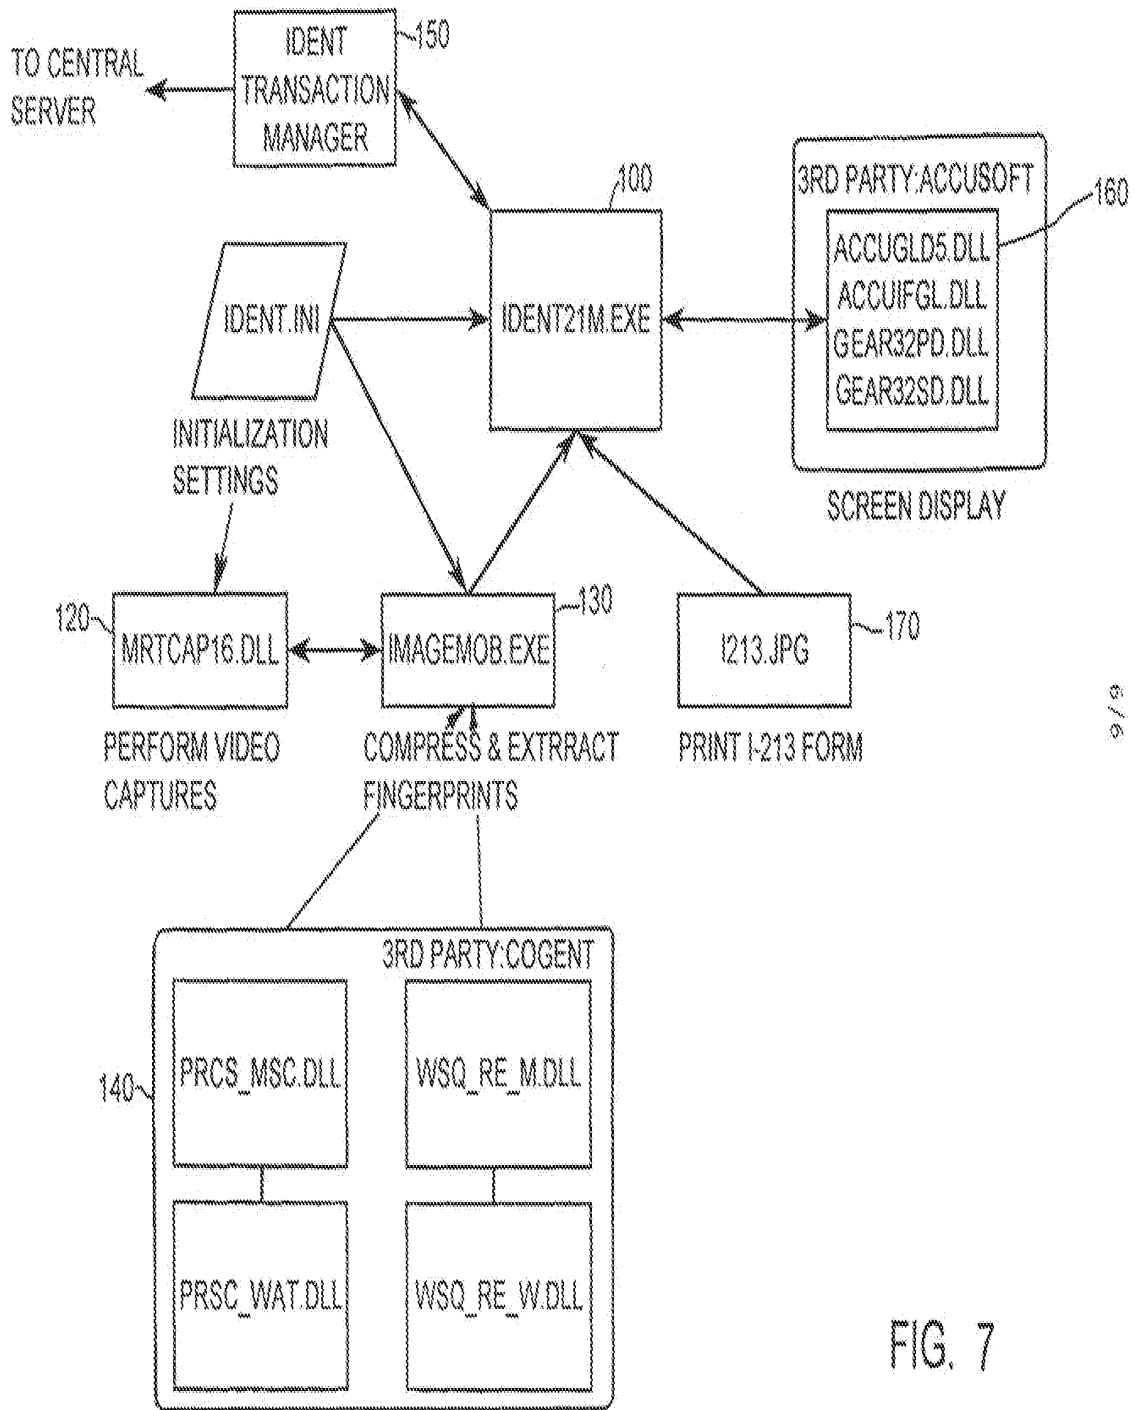 150
IDENT
TRANSACTION
MANAGER
TO CENTRAL
SERVER
100
3RD PARTY:ACCUSOFT
160
ACCUGLD5.DLL
ACCUIFGL.DLL
GEAR32PD.DLL
GEAR32SD.DLL
IDENT.INI
IDENT21M.EXE
INITIALIZATION
SETTINGS
SCREEN DISPLAY
120
MRTCAP16.DLL
130
IMAGEMOB.EXE
I213.JPG
170
PERFORM VIDEO
CAPTURES
COMPRESS & EXTRRACT
FINGERPRINTS
PRINT I-213 FORM
6/6
3RD PARTY:COGENT
140
PRCS_MSC.DLL
WSQ_RE_M.DLL
PRSC_WAT.DLL
WSQ_RE_W.DLL
FIG. 7